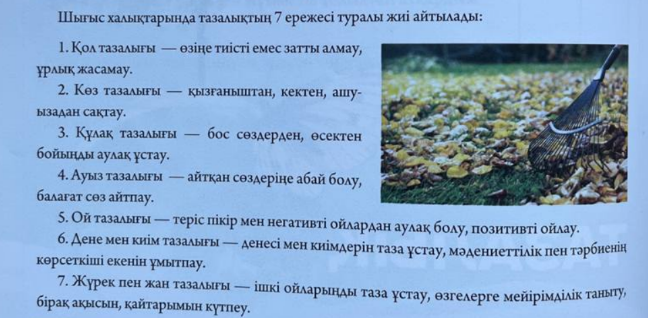 Шығыс халықтарында тазалықтың 7 ережесі туралы жиі айтылады:
1. Қол тазалығы — өзіңе тиісті емес затты алмау,
ұрлық жасамау.
2. Көз тазалығы — қызғаныштан, кектен, ашу-
ызадан сақтау.
3. Құлақ тазалығы — бос сөздерден, өсектен
бойыңды аулақ ұстау.
4. Ауыз тазалығы — айтқан сөздеріңе абай болу,
балағат сөз айтпау.
5. Ой тазалығы — теріс пікір мен негативті ойлардан аулақ болу, позитивті ойлау.
6. Дене мен киім тазалығы — денесі мен киімдерін таза ұстау, мәдениеттілік пен тәрбиенің
көрсеткіші екенін ұмытпау.
7. Жүрек пен жан тазалығы — ішкі ойларыңды таза ұстау, өзгелерге мейірімділік таныту,
бірақ ақысын, қайтарымын күтпеу.